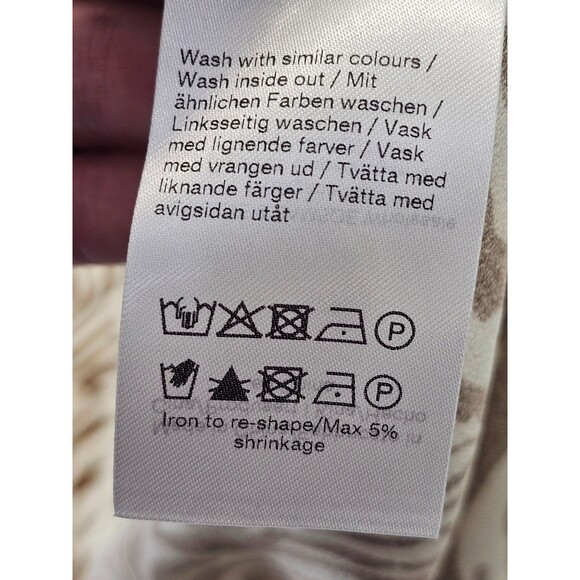 Wash with similar colours /
Wash inside out / Mit
ähnlichen Farben waschen /
Linksseitig waschen / Vask
med lignende farver / Vask
med vrangen ud / Tvätta med
liknande färger / Tvätta med
avigsidan utåt
P
P
Iron to re-shape/Max 5%
shrinkage